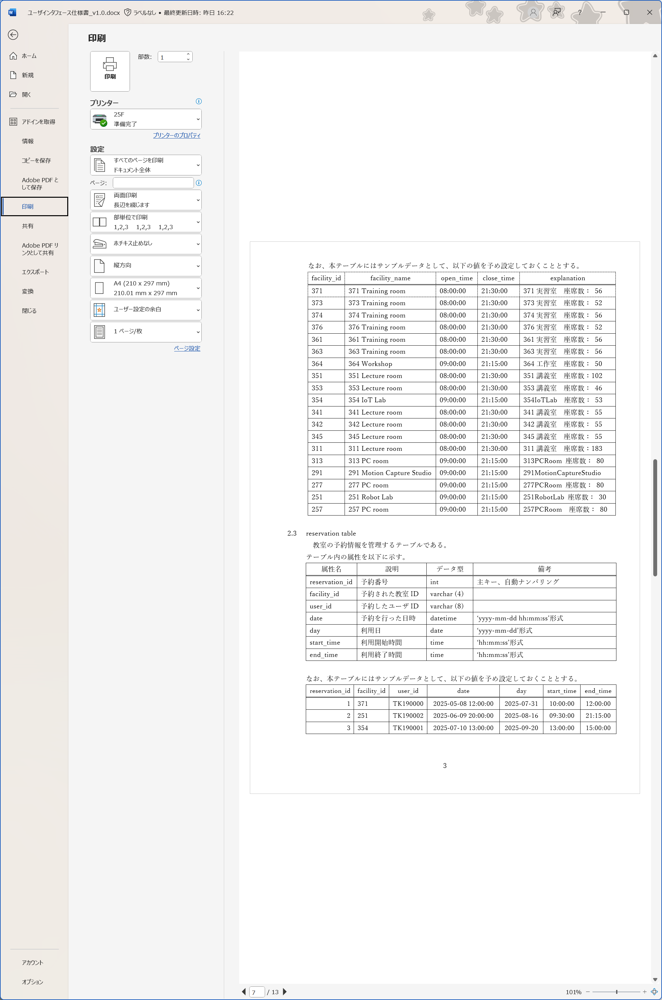 ユーザインタフェース仕様書_v1.0.docx ラベルなし • 最終更新日時: 昨日 16:22
?
ホーム
新規
開く
アドインを取得
情報
コピーを保存
Adobe PDF と
して保存
印刷
共有
Adobe PDF リ
ンクとして共有
エクスポート
変換
閉じる
アカウント
オプション
印刷
印刷
部数: 1
プリンター
25F
準備完了
プリンターのプロパティ
設定
すべてのページを印刷
ドキュメント全体
ページ:
両面印刷
長辺を綴じます
部単位で印刷
1,2,3 1,2,3 1,2,3
ホチキス止めなし
縦方向
A4 (210 x 297 mm)
210.01 mm x 297 mm
ユーザー設定の余白
1 ページ/枚
ページ設定
なお、本テーブルにはサンプルデータとして、以下の値を予め設定しておくこととする。
facility_id facility_name open_time close_time explanation
371 371 Training room 08:00:00 21:30:00 371 実習室 座席数： 56
373 373 Training room 08:00:00 21:30:00 373 実習室 座席数： 52
374 374 Training room 08:00:00 21:30:00 374 実習室 座席数： 56
376 376 Training room 08:00:00 21:30:00 376 実習室 座席数： 52
361 361 Training room 08:00:00 21:30:00 361 実習室 座席数： 56
363 363 Training room 08:00:00 21:30:00 363 実習室 座席数： 56
364 364 Workshop 09:00:00 21:15:00 364 工作室 座席数： 50
351 351 Lecture room 08:00:00 21:30:00 351 講義室 座席数：102
353 353 Lecture room 08:00:00 21:30:00 353 講義室 座席数： 46
354 354 IoT Lab 09:00:00 21:15:00 354IoTLab 座席数： 53
341 341 Lecture room 08:00:00 21:30:00 341 講義室 座席数： 55
342 342 Lecture room 08:00:00 21:30:00 342 講義室 座席数： 55
345 345 Lecture room 08:00:00 21:30:00 345 講義室 座席数： 55
311 311 Lecture room 08:00:00 21:30:00 311 講義室 座席数：183
313 313 PC room 09:00:00 21:15:00 313PCRoom 座席数： 80
291 291 Motion Capture Studio 09:00:00 21:15:00 291MotionCaptureStudio
277 277 PC room 09:00:00 21:15:00 277PCRoom 座席数： 80
251 251 Robot Lab 09:00:00 21:15:00 251RobotLab 座席数： 30
257 257 PC room 09:00:00 21:15:00 257PCRoom 座席数： 80
2.3 reservation table
教室の予約情報を管理するテーブルである。
テーブル内の属性を以下に示す。
属性名 説明 データ型 備考
reservation_id 予約番号 int 主キー、自動ナンバリング
facility_id 予約された教室 ID varchar (4)
user_id 予約したユーザ ID varchar (8)
date 予約を行った日時 datetime ‘yyyy-mm-dd hh:mm:ss’形式
day 利用日 date ‘yyyy-mm-dd’形式
start_time 利用開始時間 time ‘hh:mm:ss’形式
end_time 利用終了時間 time ‘hh:mm:ss’形式
なお、本テーブルにはサンプルデータとして、以下の値を予め設定しておくこととする。
reservation_id facility_id user_id date day start_time end_time
1 371 TK190000 2025-05-08 12:00:00 2025-07-31 10:00:00 12:00:00
2 251 TK190002 2025-06-09 20:00:00 2025-08-16 09:30:00 21:15:00
3 354 TK190001 2025-07-10 13:00:00 2025-09-20 13:00:00 15:00:00
3
7 / 13
101%